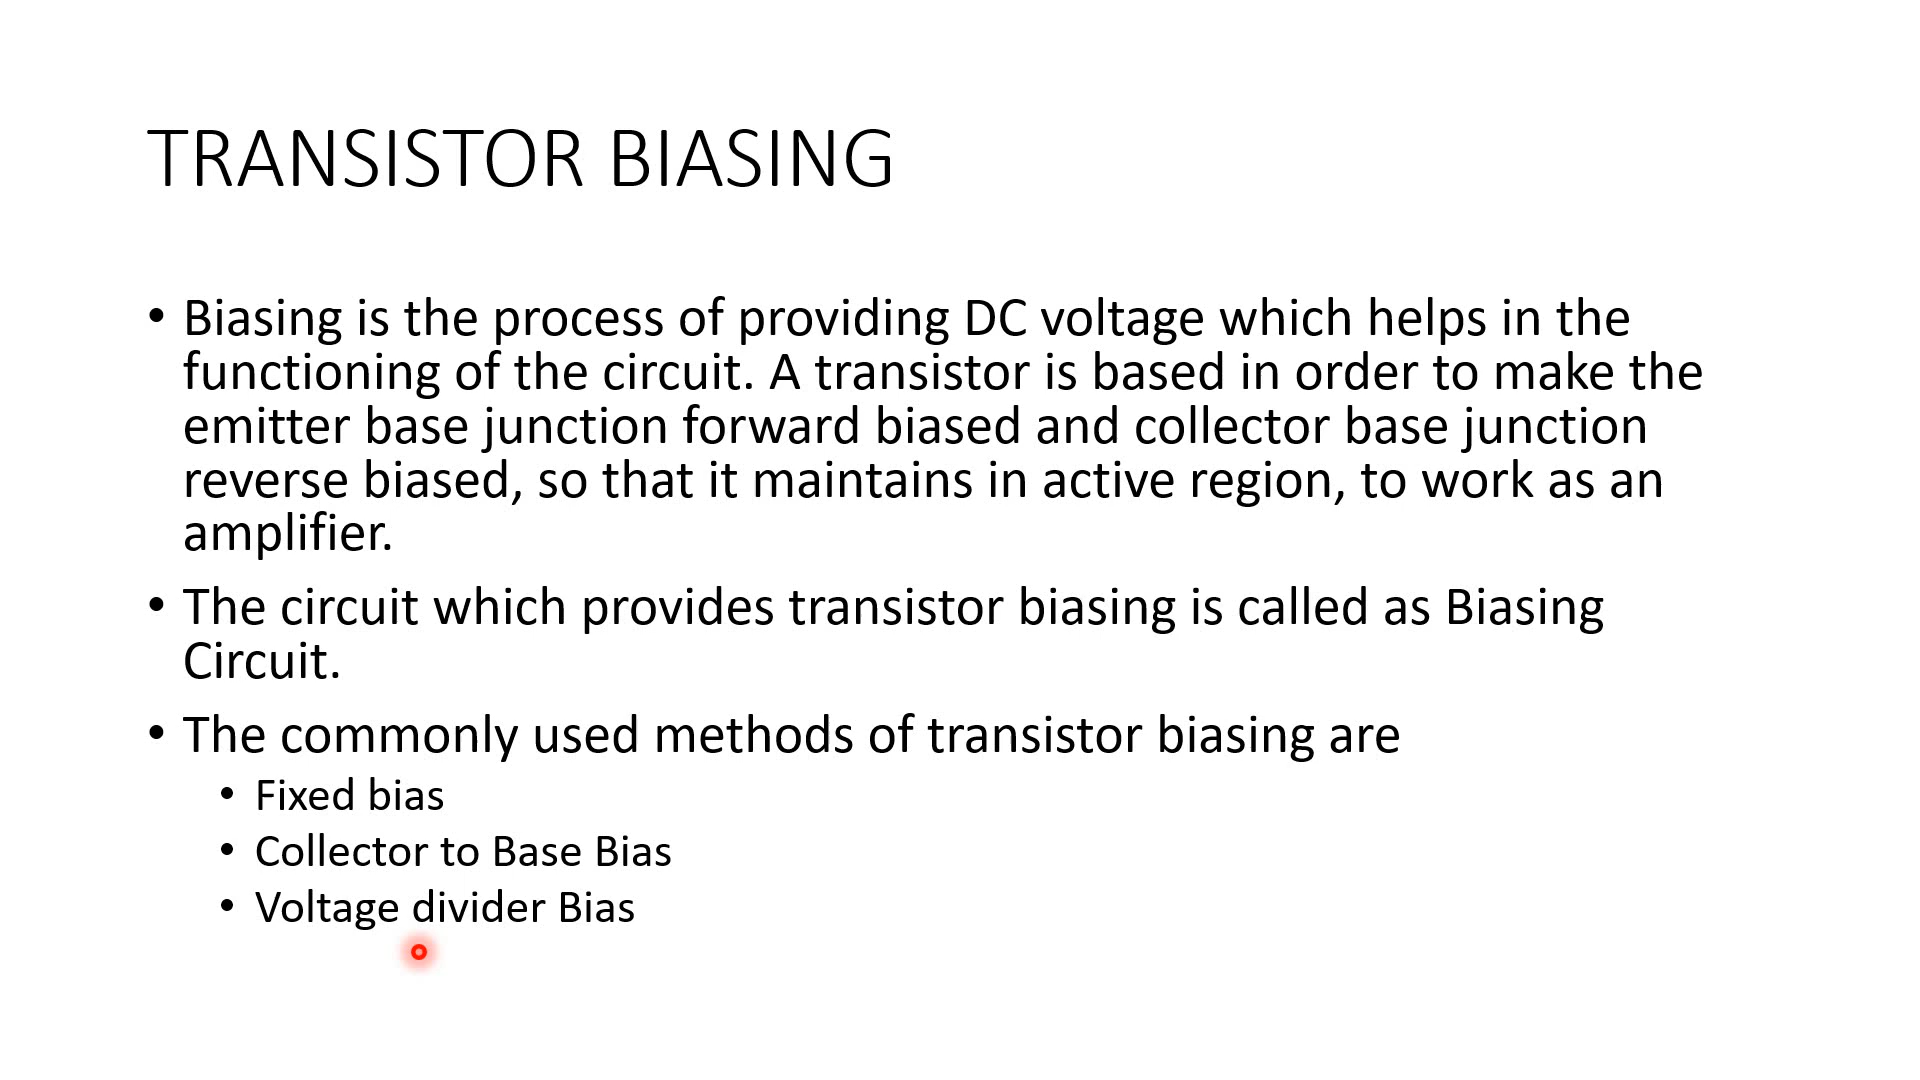 TRANSISTOR BIASING
• Biasing is the process of providing DC voltage which helps in the
functioning of the circuit. A transistor is based in order to make the
emitter base junction forward biased and collector base junction
reverse biased, so that it maintains in active region, to work as an
amplifier.
• The circuit which provides transistor biasing is called as Biasing
Circuit.
• The commonly used methods of transistor biasing are
• Fixed bias
• Collector to Base Bias
• Voltage divider Bias